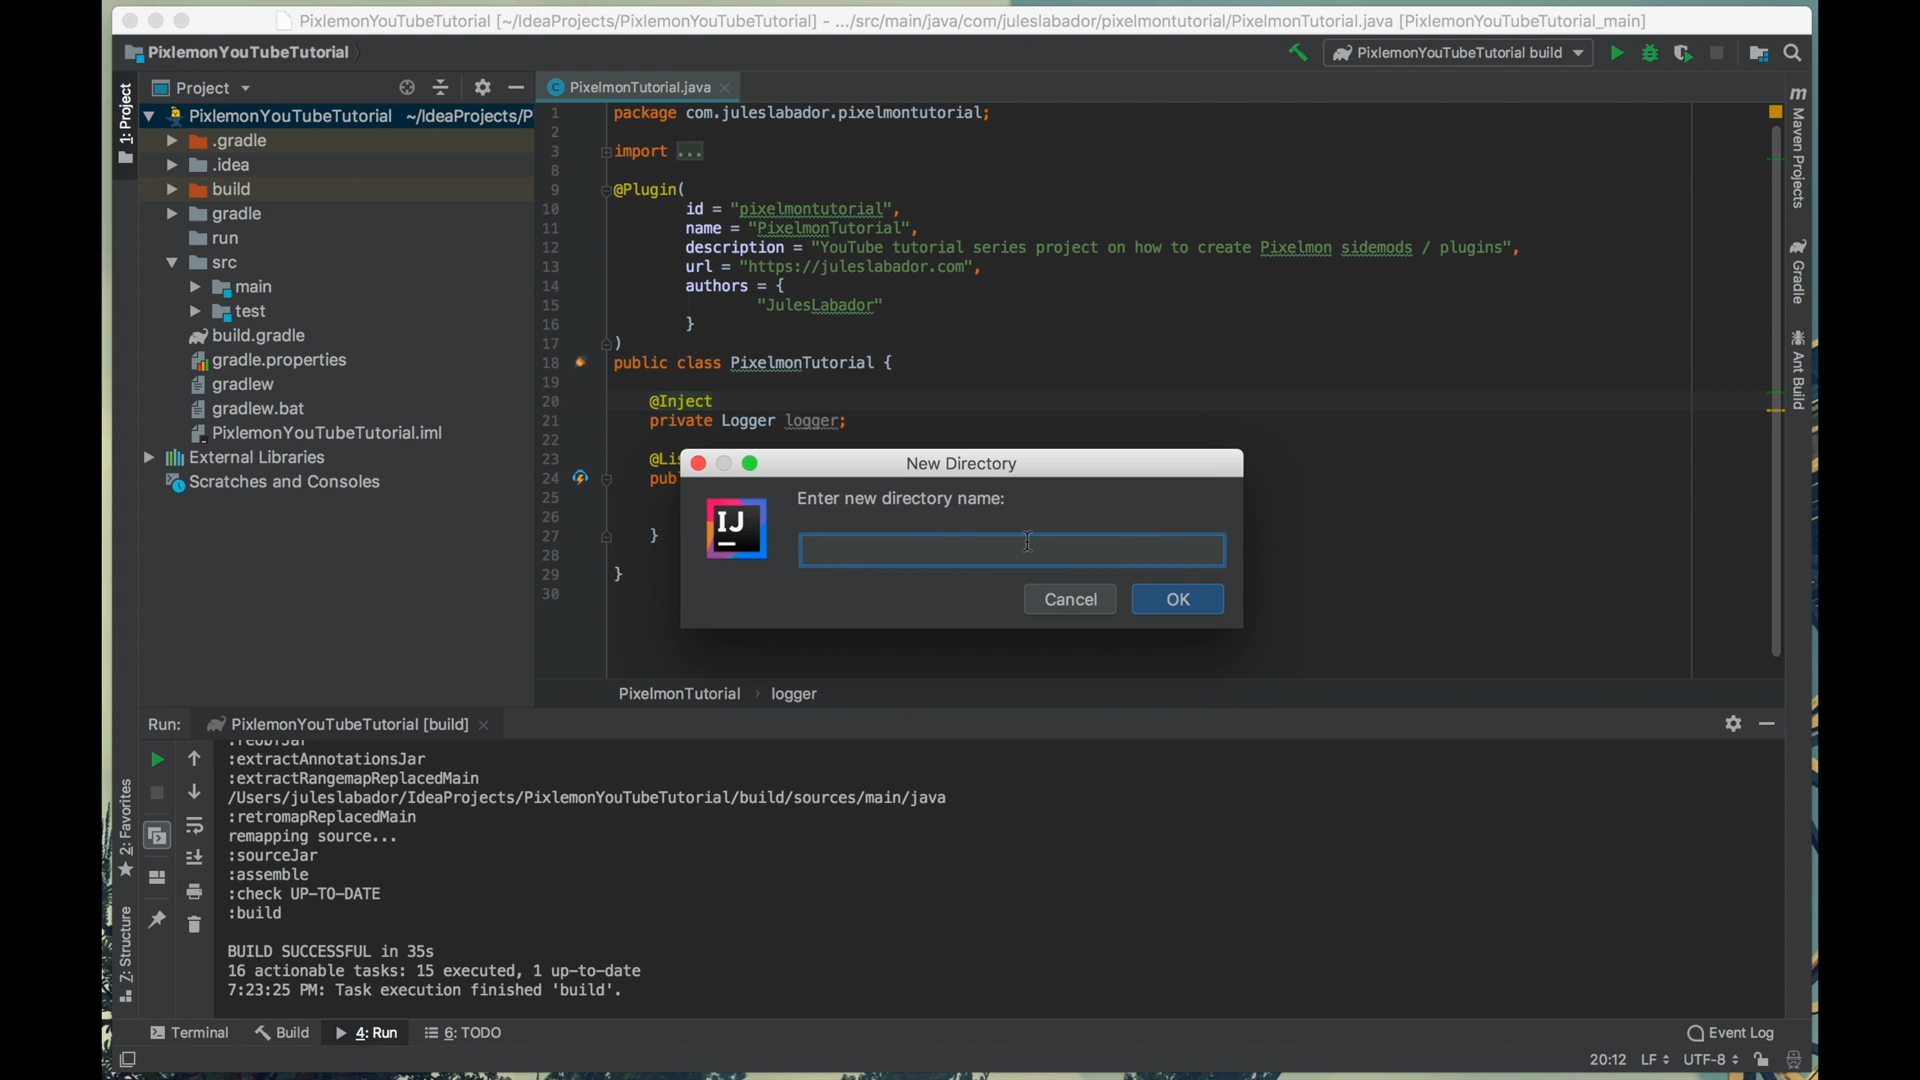 PixlemonYouTubeTutorial [~/IdeaProjects/PixlemonYouTubeTutorial] - .../src/main/java/com/juleslabador/pixelmontutorial/PixelmonTutorial.java [PixlemonYouTubeTutorial_main]
PixlemonYouTubeTutorial
PixlemonYouTubeTutorial build
1: Project
Project
PixlemonYouTubeTutorial ~/IdeaProjects/P
.gradle
.idea
build
gradle
run
src
main
test
build.gradle
gradle.properties
gradlew
gradlew.bat
PixlemonYouTubeTutorial.iml
External Libraries
Scratches and Consoles
PixelmonTutorial.java
1 package com.juleslabador.pixelmontutorial;
2
3 import ...
8
9 @Plugin(
10 id = "pixelmontutorial",
11 name = "PixelmonTutorial",
12 description = "YouTube tutorial series project on how to create Pixelmon sidemods / plugins",
13 url = "https://juleslabador.com",
14 authors = {
15 "JulesLabador"
16 }
17 )
18 public class PixelmonTutorial {
19
20 @Inject
21 private Logger logger;
22
23 @Lis
24 pub
25
26
27 }
28
29 }
30
New Directory
Enter new directory name:
IJ
Cancel
OK
PixelmonTutorial › logger
m Maven Projects
Gradle
Ant Build
Run:
PixlemonYouTubeTutorial [build]
:reobfJar
:extractAnnotationsJar
:extractRangemapReplacedMain
/Users/juleslabador/IdeaProjects/PixlemonYouTubeTutorial/build/sources/main/java
:retromapReplacedMain
remapping source...
:sourceJar
:assemble
:check UP-TO-DATE
:build
BUILD SUCCESSFUL in 35s
16 actionable tasks: 15 executed, 1 up-to-date
7:23:25 PM: Task execution finished 'build'.
2: Favorites
Z: Structure
Terminal
Build
4: Run
6: TODO
Event Log
20:12 LF UTF-8